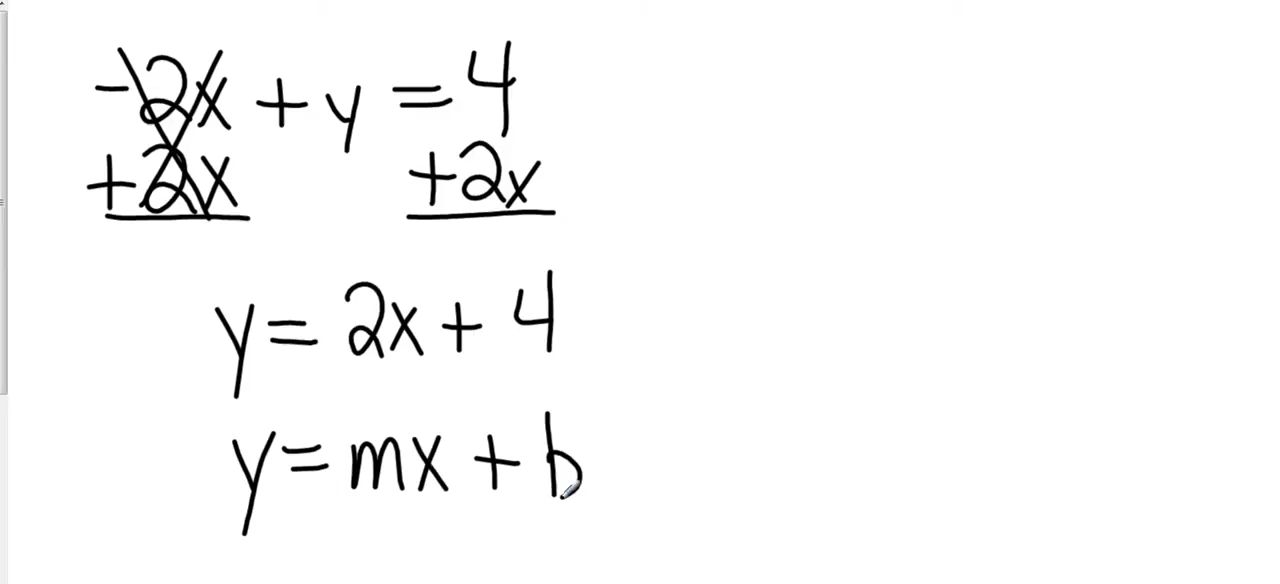 -2x + y = 4
+2x +2x
y = 2x + 4
y = mx + b